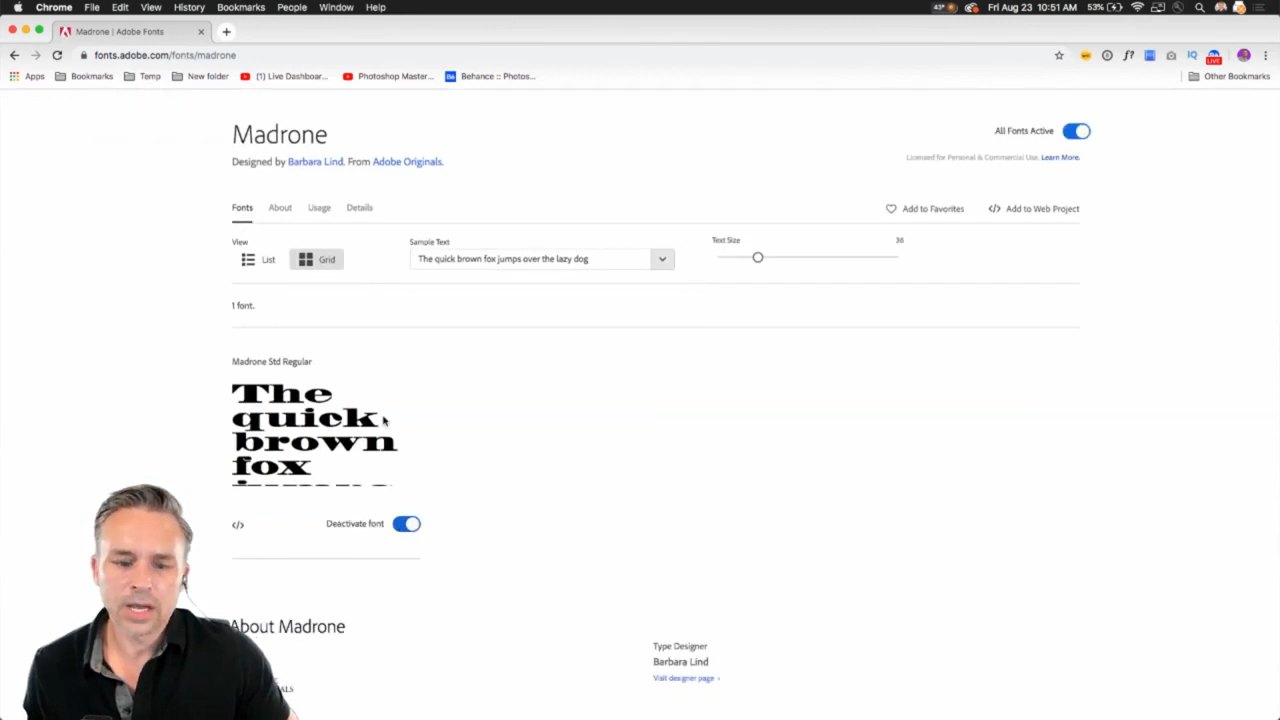 Chrome File Edit View History Bookmarks People Window Help
43° Fri Aud 23 10:51 AM 53%
Madrone | Adobe Fonts
fonts.adobe.com/fonts/madrone
LIVE
Apps Bookmarks Temp New folder (1) Live Dashboar... Photoshop Master... Behance :: Photos... Other Bookmarks
Madrone
All Fonts Active
Designed by Barbara Lind. From Adobe Originals.
Licensed for Personal & Commercial Use. Learn More.
Fonts About Usage Details
Add to Favorites Add to Web Project
View
Sample Text
Text Size 36
List Grid
The quick brown fox jumps over the lazy dog
1 font.
Madrone Std Regular
The
quick
brown
fox
Deactivate font
About Madrone
Type Designer
Barbara Lind
Visit designer page ›